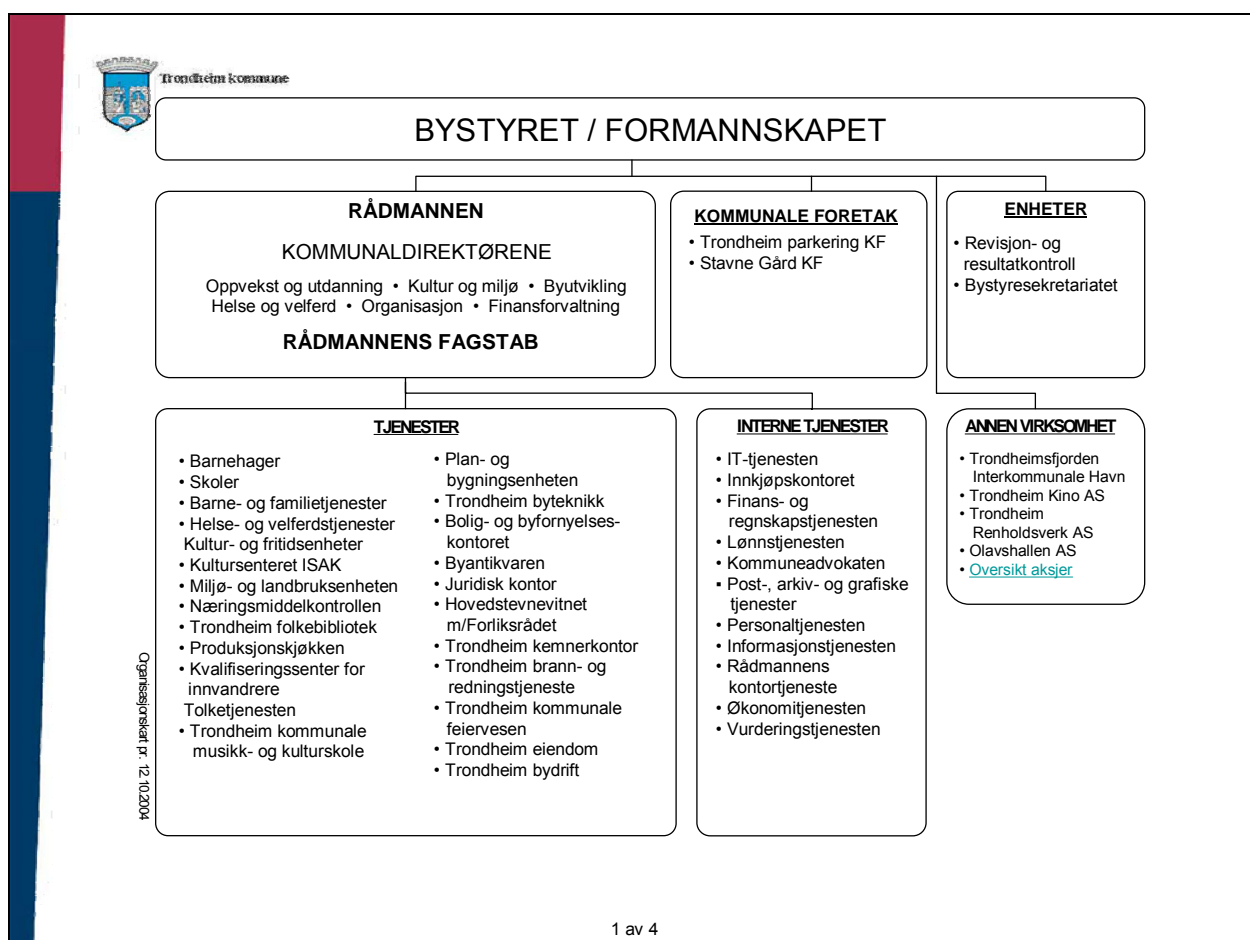 Trondheim kommune
BYSTYRET / FORMANNSKAPET
RÅDMANNEN
KOMMUNALDIREKTØRENE
Oppvekst og utdanning • Kultur og miljø • Byutvikling
Helse og velferd • Organisasjon • Finansforvaltning
RÅDMANNENS FAGSTAB
KOMMUNALE FORETAK
• Trondheim parkering KF
• Stavne Gård KF
ENHETER
• Revisjon- og
resultatkontroll
• Bystyresekretariatet
TJENESTER
• Barnehager
• Skoler
• Barne- og familietjenester
• Helse- og velferdstjenester
Kultur- og fritidsenheter
• Kultursenteret ISAK
• Miljø- og landbruksenheten
• Næringsmiddelkontrollen
• Trondheim folkebibliotek
• Produksjonskjøkken
• Kvalifiseringssenter for
innvandrere
Tolketjenesten
• Trondheim kommunale
musikk- og kulturskole
• Plan- og
bygningsenheten
• Trondheim byteknikk
• Bolig- og byfornyelses-
kontoret
• Byantikvaren
• Juridisk kontor
• Hovedstevnevitnet
m/Forliksrådet
• Trondheim kemnerkontor
• Trondheim brann- og
redningstjeneste
• Trondheim kommunale
feiervesen
• Trondheim eiendom
• Trondheim bydrift
INTERNE TJENESTER
• IT-tjenesten
• Innkjøpskontoret
• Finans- og
regnskapstjenesten
• Lønnstjenesten
• Kommuneadvokaten
▪ Post-, arkiv- og grafiske
tjenester
• Personaltjenesten
• Informasjonstjenesten
• Rådmannens
kontortjeneste
• Økonomitjenesten
• Vurderingstjenesten
ANNEN VIRKSOMHET
• Trondheimsfjorden
Interkommunale Havn
• Trondheim Kino AS
• Trondheim
Renholdsverk AS
• Olavshallen AS
• Oversikt aksjer
Organisasjonskart pr. 12.10.2004
1 av 4